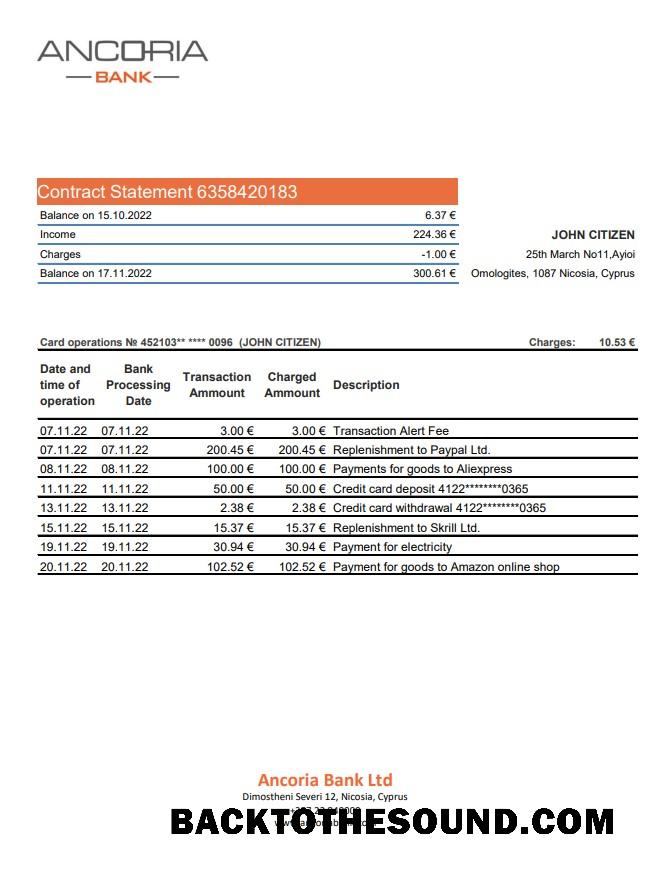 ANCORIA
BANK
Contract Statement 6358420183
Balance on 15.10.2022 6.37 €
Income 224.36 €
Charges -1.00 €
Balance on 17.11.2022 300.61 €
JOHN CITIZEN
25th March No11,Ayioi
Omologites, 1087 Nicosia, Cyprus
Card operations № 452103** **** 0096 (JOHN CITIZEN) Charges: 10.53 €
Date and time of operation Bank Processing Date Transaction Ammount Charged Ammount Description
07.11.22 07.11.22 3.00 € 3.00 € Transaction Alert Fee
07.11.22 07.11.22 200.45 € 200.45 € Replenishment to Paypal Ltd.
08.11.22 08.11.22 100.00 € 100.00 € Payments for goods to Aliexpress
11.11.22 11.11.22 50.00 € 50.00 € Credit card deposit 4122********0365
13.11.22 13.11.22 2.38 € 2.38 € Credit card withdrawal 4122********0365
15.11.22 15.11.22 15.37 € 15.37 € Replenishment to Skrill Ltd.
19.11.22 19.11.22 30.94 € 30.94 € Payment for electricity
20.11.22 20.11.22 102.52 € 102.52 € Payment for goods to Amazon online shop
Ancoria Bank Ltd
Dimostheni Severi 12, Nicosia, Cyprus
BACKTOTHESOUND.COM